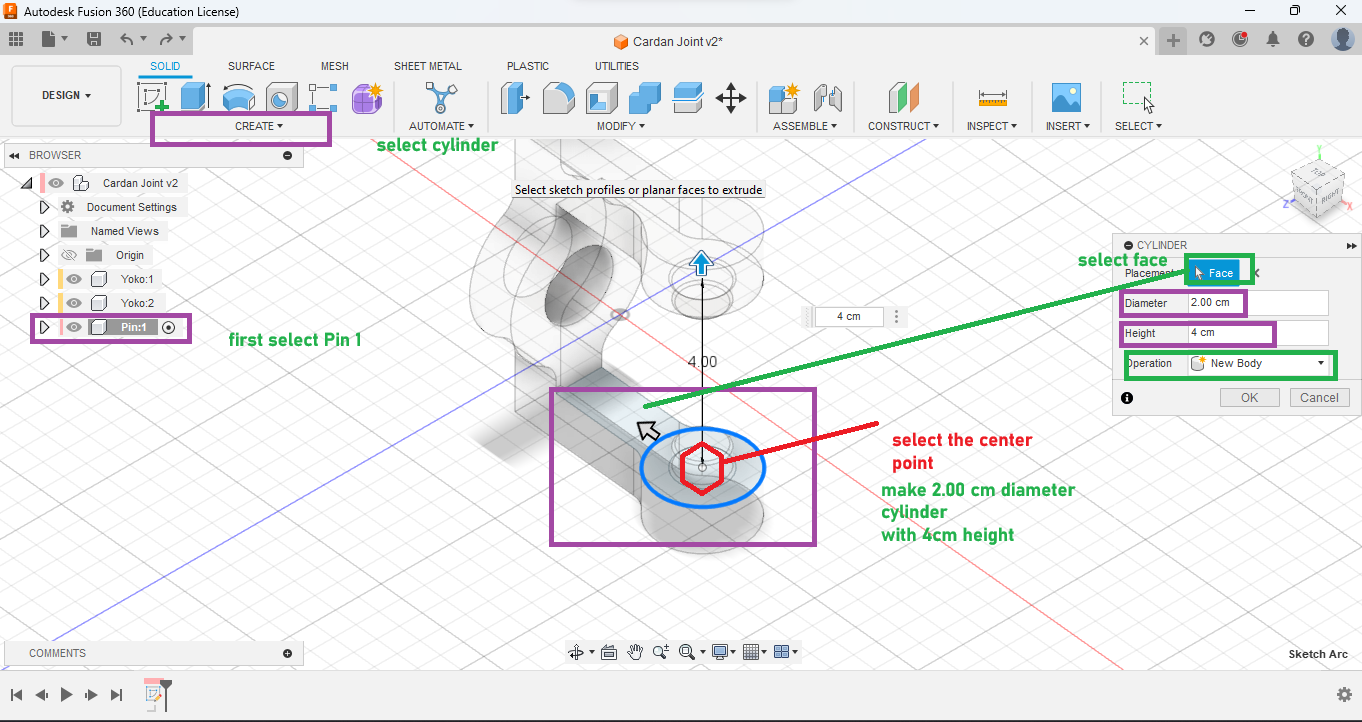 Autodesk Fusion 360 (Education License)
Cardan Joint v2*
SOLID
SURFACE
MESH
SHEET METAL
PLASTIC
UTILITIES
DESIGN
CREATE
AUTOMATE
MODIFY
ASSEMBLE
CONSTRUCT
INSPECT
INSERT
SELECT
select cylinder
BROWSER
Cardan Joint v2
Document Settings
Named Views
Origin
Yoko:1
Yoko:2
Pin:1
first select Pin 1
Select sketch profiles or planar faces to extrude
4 cm
4.00
TOP
FRONT
RIGHT
Y
Z
X
CYLINDER
select face
Placement
Face
Diameter
2.00 cm
Height
4 cm
Operation
New Body
OK
Cancel
select the center
point
make 2.00 cm diameter
cylinder
with 4cm height
COMMENTS
Sketch Arc